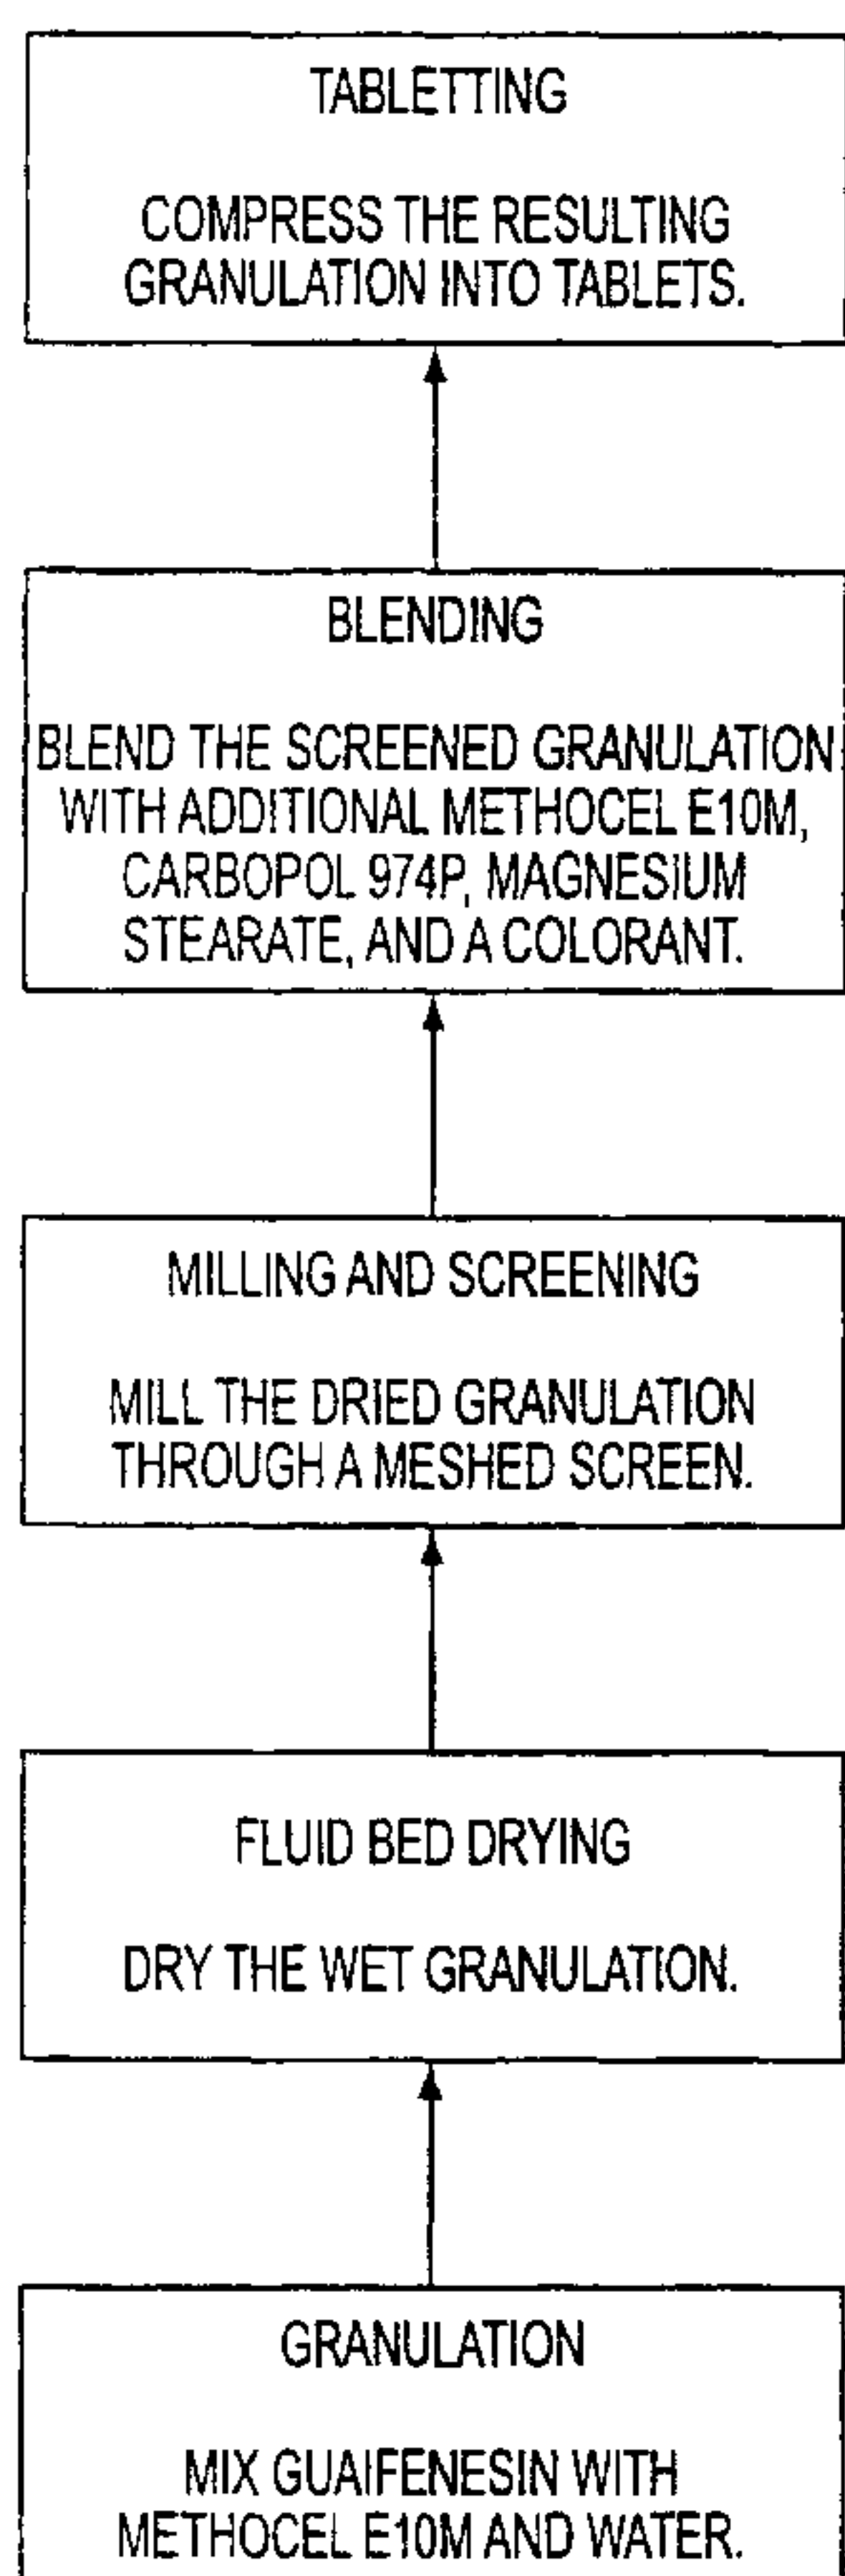 TABLETTING
COMPRESS THE RESULTING
GRANULATION INTO TABLETS.
BLENDING
BLEND THE SCREENED GRANULATION
WITH ADDITIONAL METHOCEL E10M,
CARBOPOL 974P, MAGNESIUM
STEARATE, AND A COLORANT.
MILLING AND SCREENING
MILL THE DRIED GRANULATION
THROUGH A MESHED SCREEN.
FLUID BED DRYING
DRY THE WET GRANULATION.
GRANULATION
MIX GUAIFENESIN WITH
METHOCEL E10M AND WATER.